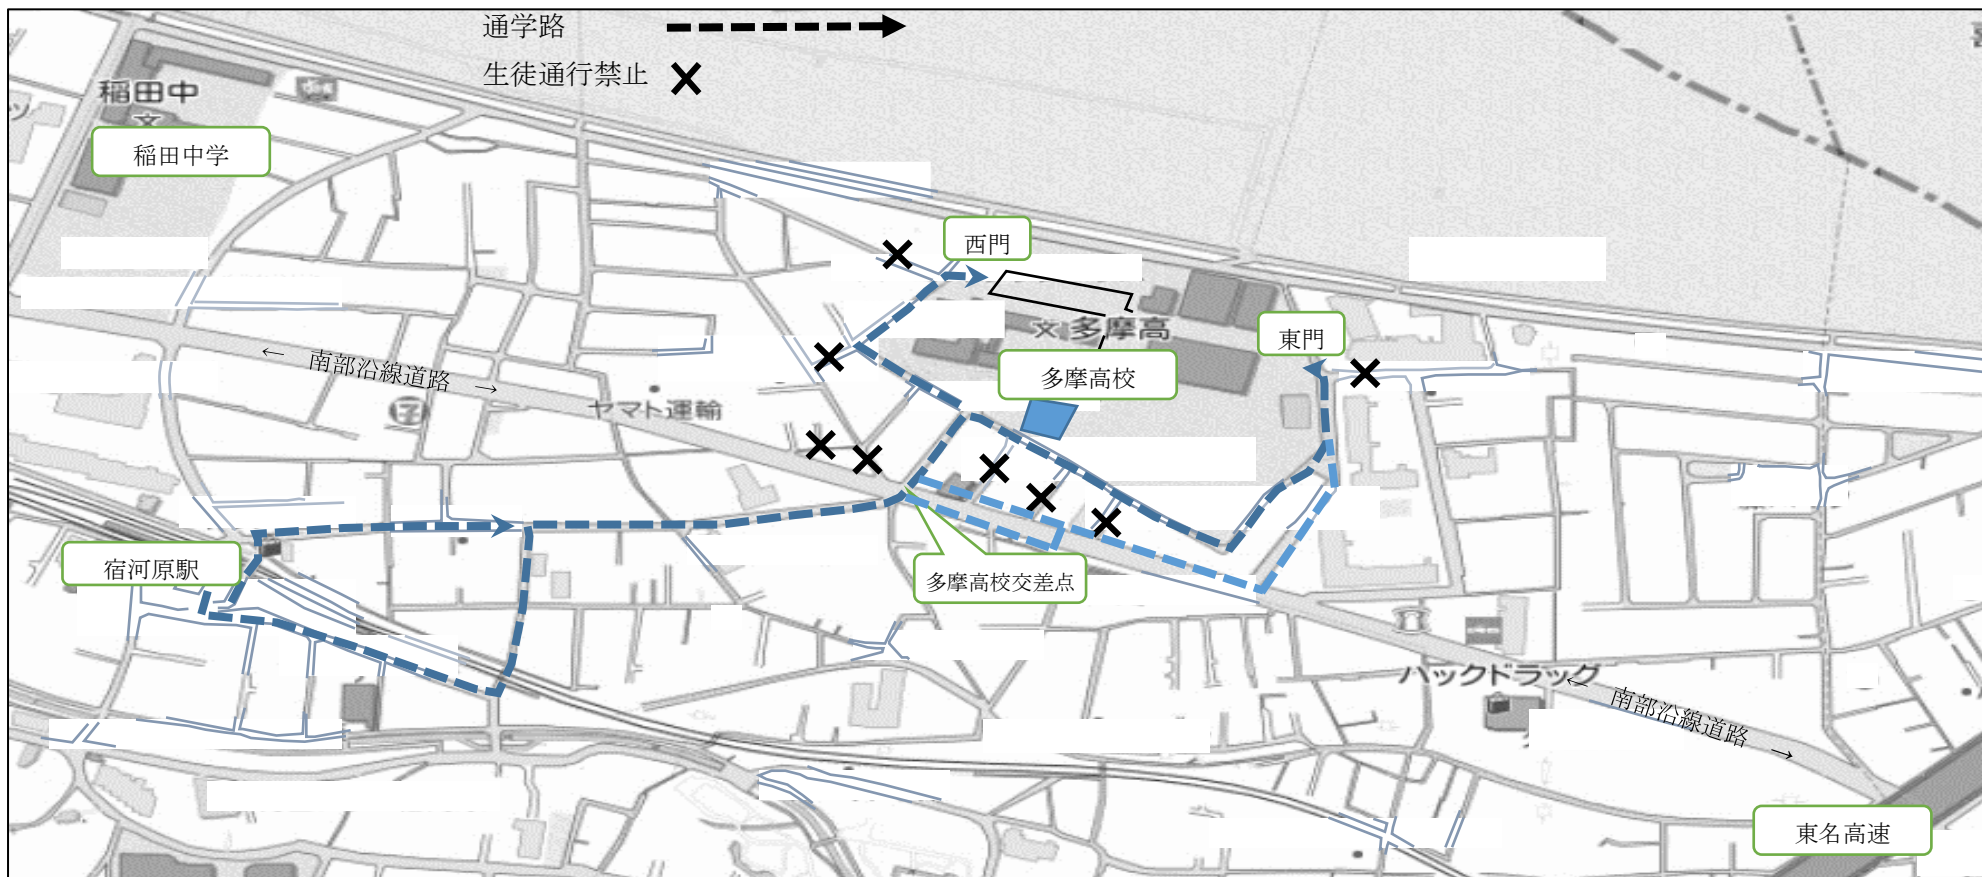 通学路
生徒通行禁止
稲田中
文
稲田中学
西門
文 多摩高
東門
多摩高校
← 南部沿線道路 →
ヤマト運輸
宿河原駅
多摩高校交差点
ハックドラッグ
← 南部沿線道路 →
東名高速